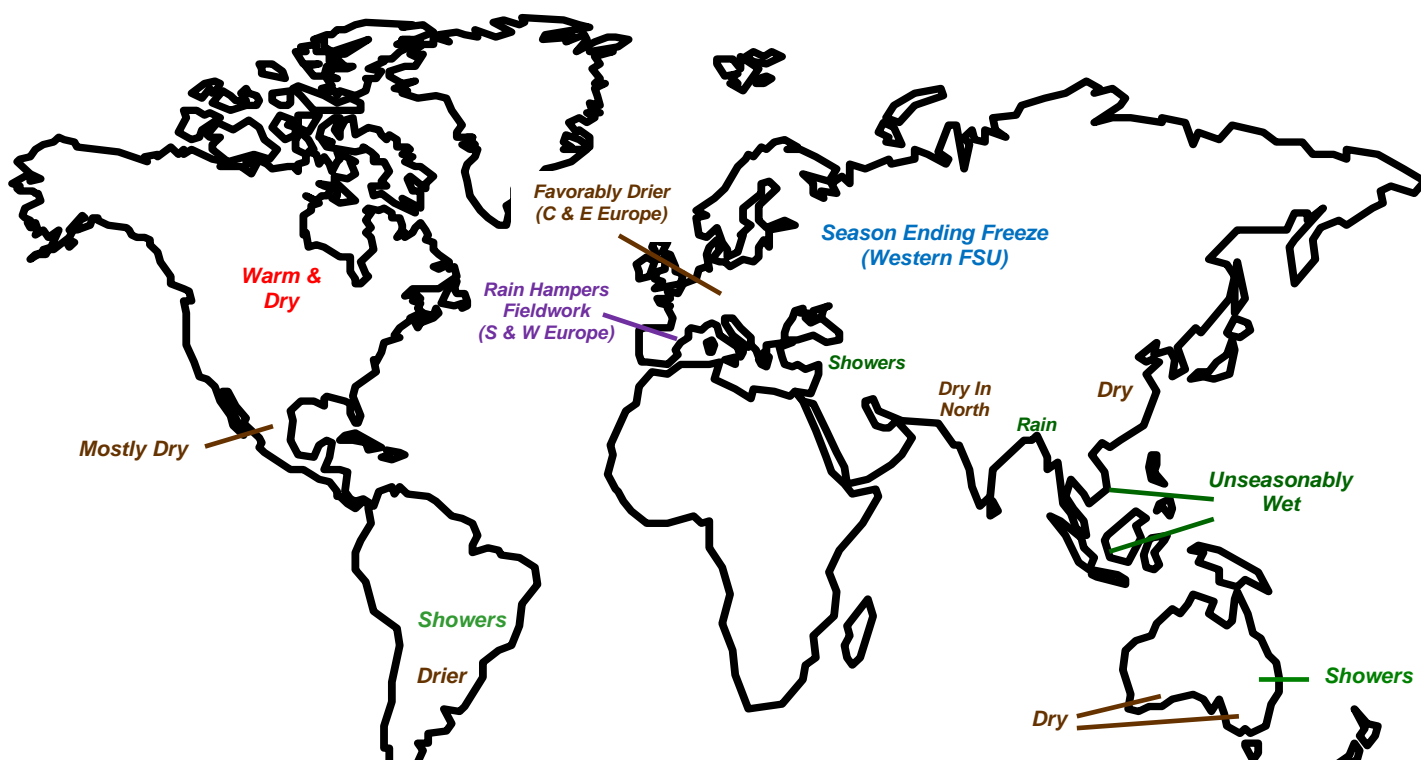 Favorably Drier
(C & E Europe)
Season Ending Freeze
(Western FSU)
Warm &
Dry
Rain Hampers
Fieldwork
(S & W Europe)
Showers
Dry In
North
Dry
Rain
Mostly Dry
Unseasonably
Wet
Showers
Drier
Showers
Dry